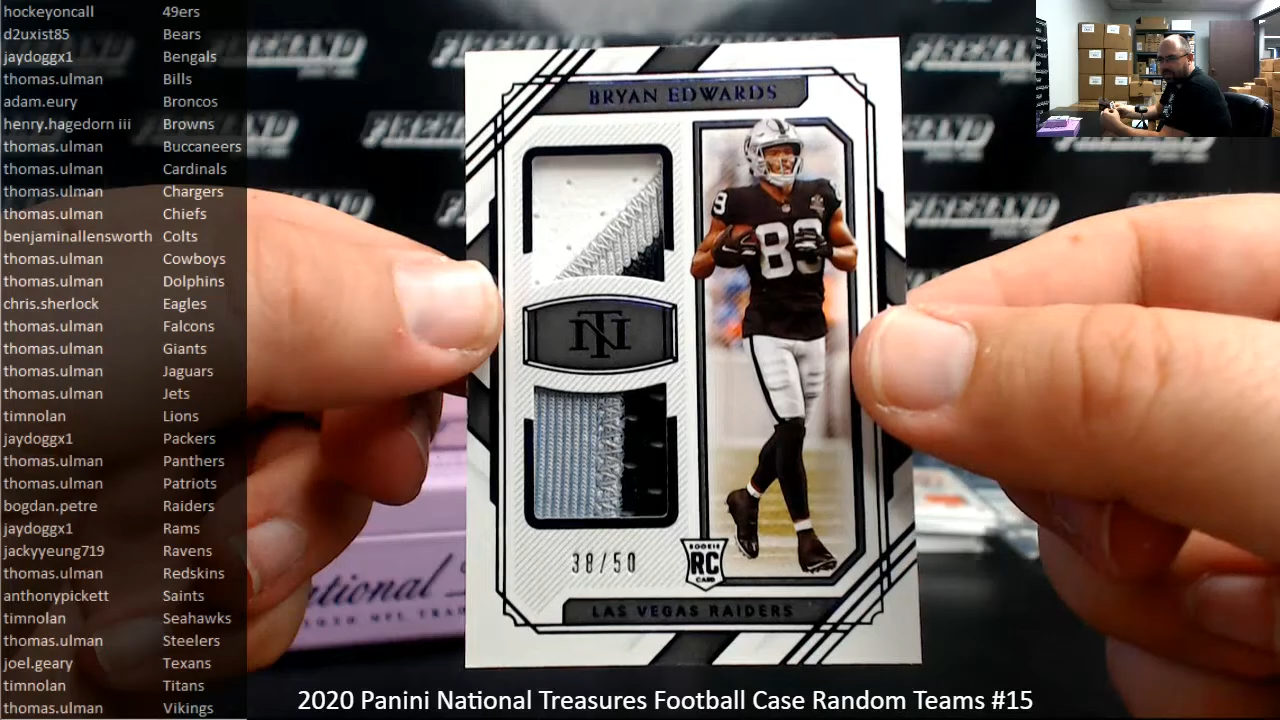 hockeyoncall 49ers
d2uxist85 Bears
jaydoggx1 Bengals
thomas.ulman Bills
adam.eury Broncos
henry.hagedorn iii Browns
thomas.ulman Buccaneers
thomas.ulman Cardinals
thomas.ulman Chargers
thomas.ulman Chiefs
benjaminallensworth Colts
thomas.ulman Cowboys
thomas.ulman Dolphins
chris.sherlock Eagles
thomas.ulman Falcons
thomas.ulman Giants
thomas.ulman Jaguars
thomas.ulman Jets
timnolan Lions
jaydoggx1 Packers
thomas.ulman Panthers
thomas.ulman Patriots
bogdan.petre Raiders
jaydoggx1 Rams
jackyyeung719 Ravens
thomas.ulman Redskins
anthonypickett Saints
timnolan Seahawks
thomas.ulman Steelers
joel.geary Texans
timnolan Titans
thomas.ulman Vikings
BRYAN EDWARDS
89
NT
38/50
ROOKIE
RC
CARD
LAS VEGAS RAIDERS
FIREHAND
2020 Panini National Treasures Football Case Random Teams #15